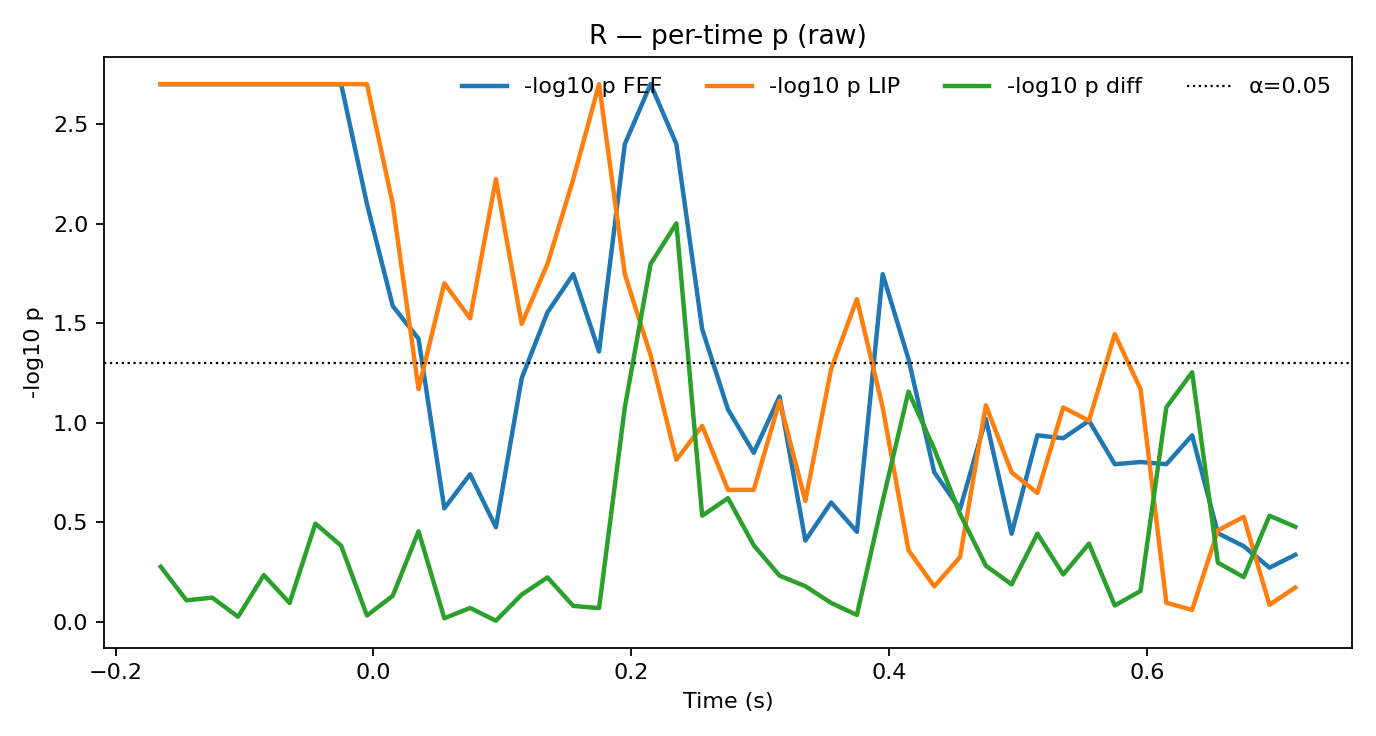 R — per-time p (raw)
-log10 p FEF
-log10 p LIP
-log10 p diff
α=0.05
-log10 p
2.5
2.0
1.5
1.0
0.5
0.0
−0.2
0.0
0.2
0.4
0.6
Time (s)